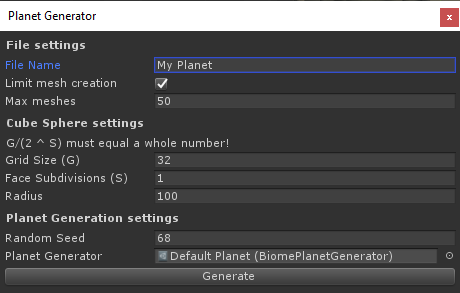 Planet Generator
x
File settings
File Name My Planet
Limit mesh creation
Max meshes 50
Cube Sphere settings
G/(2 ^ S) must equal a whole number!
Grid Size (G) 32
Face Subdivisions (S) 1
Radius 100
Planet Generation settings
Random Seed 68
Planet Generator Default Planet (BiomePlanetGenerator)
Generate